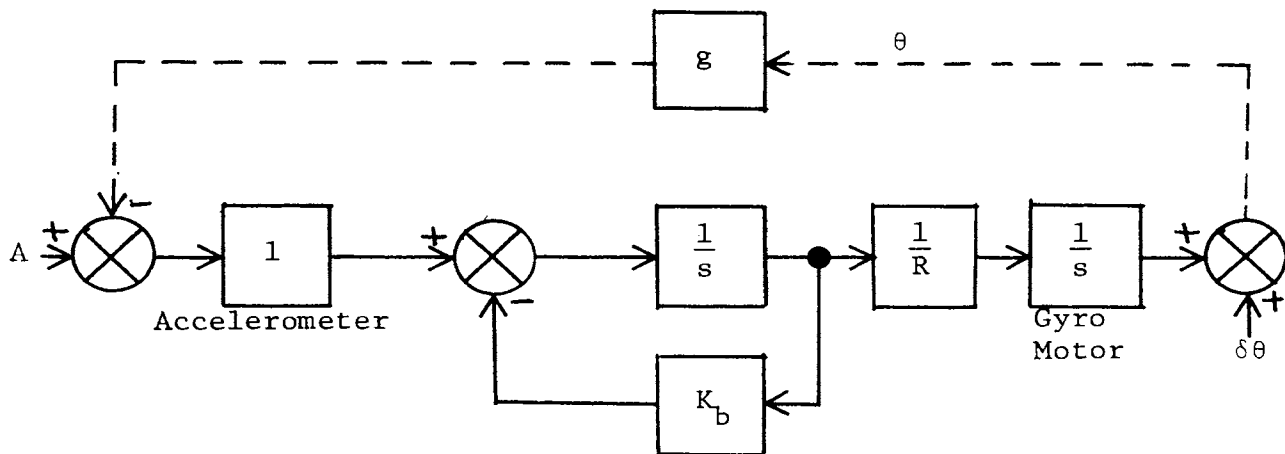 θ
g
A
+
-
1
Accelerometer
+
-
1
s
K_b
1
R
1
s
Gyro
Motor
+
+
δθ